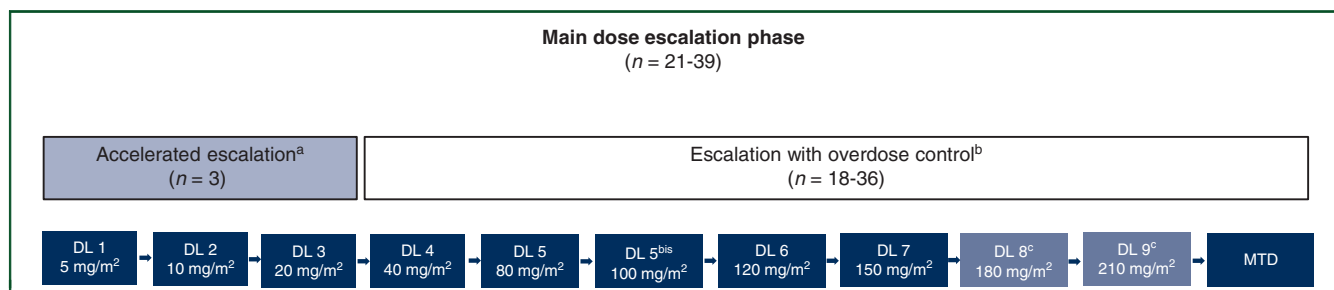 Main dose escalation phase
(n = 21-39)
Accelerated escalationᵃ
(n = 3)
Escalation with overdose controlᵇ
(n = 18-36)
DL 1
5 mg/m²
DL 2
10 mg/m²
DL 3
20 mg/m²
DL 4
40 mg/m²
DL 5
80 mg/m²
DL 5ᵇⁱˢ
100 mg/m²
DL 6
120 mg/m²
DL 7
150 mg/m²
DL 8ᶜ
180 mg/m²
DL 9ᶜ
210 mg/m²
MTD